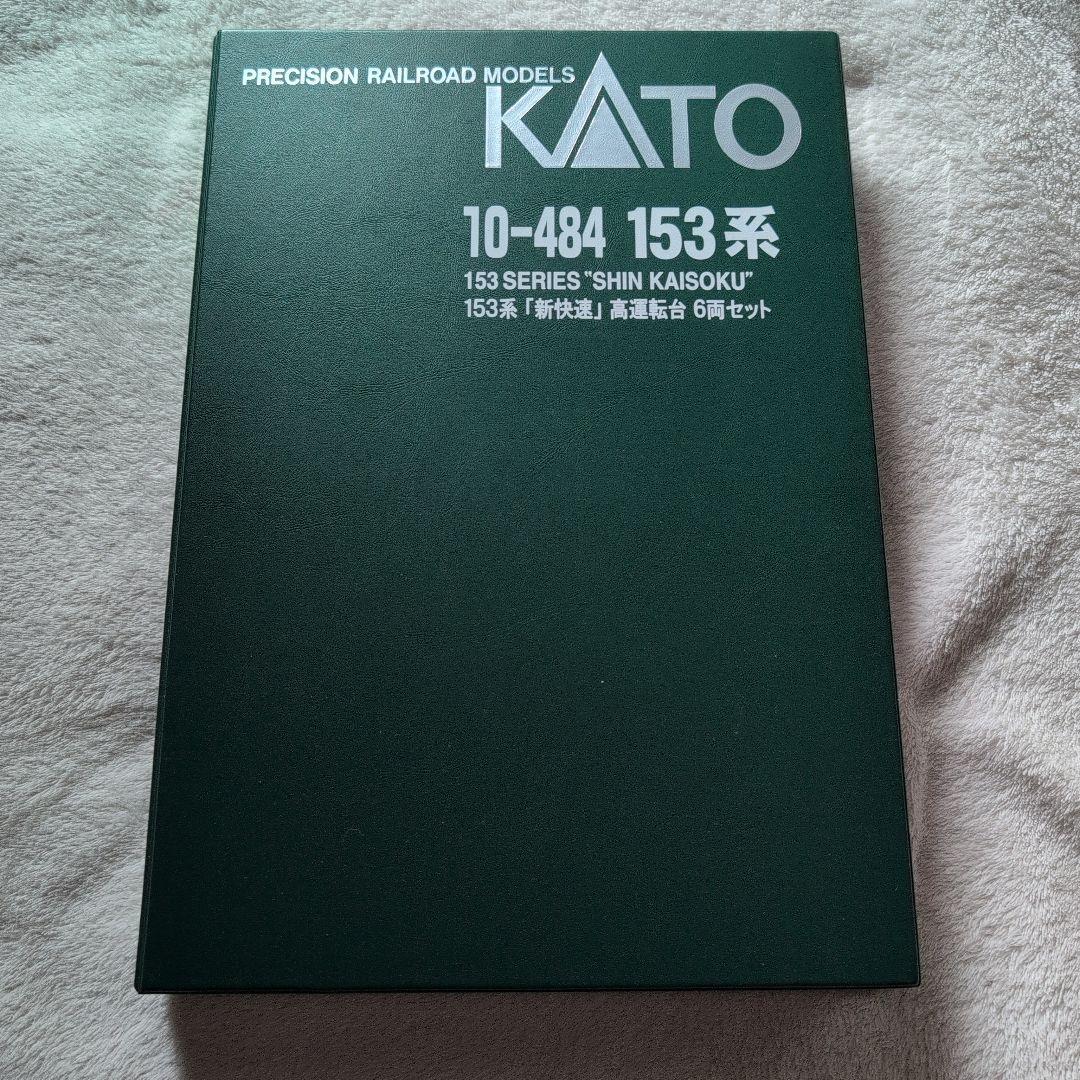 PRECISION RAILROAD MODELS
KATO
10-484 153系
153 SERIES "SHIN KAISOKU"
153系「新快速」高運転台 6両セット